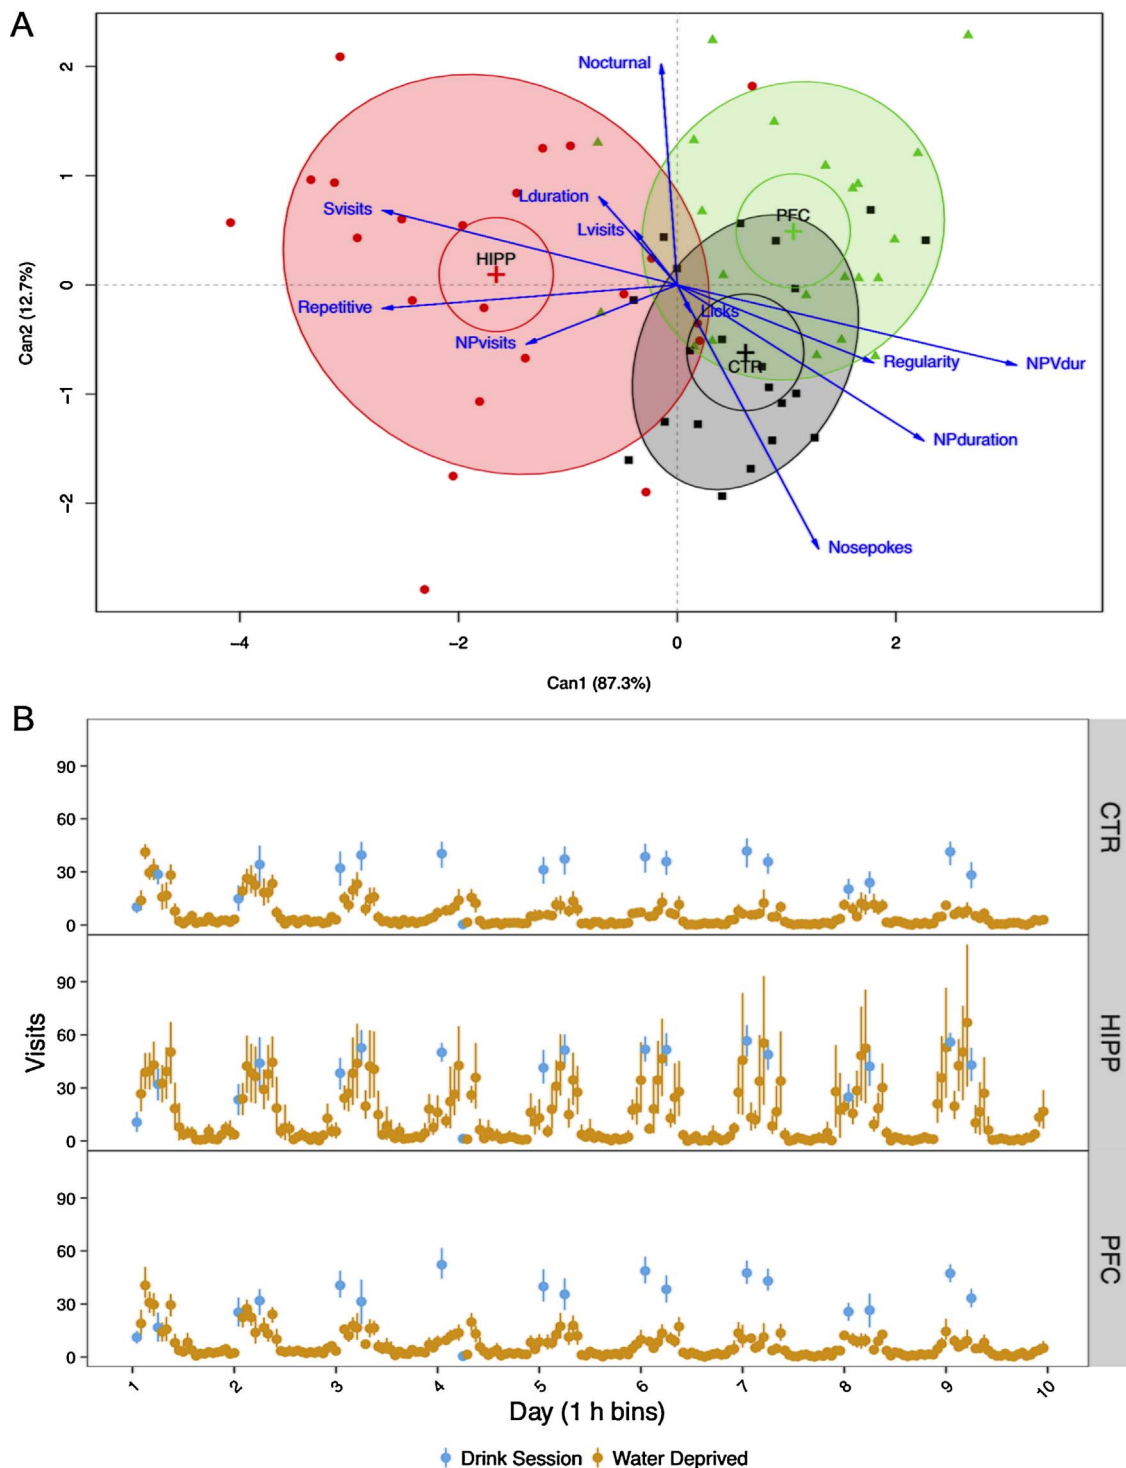 A
Can2 (12.7%)
2
1
0
−1
−2
Nocturnal
Lduration
Svisits
Lvisits
PFC
HIPP
Repetitive
NPvisits
Licks
CTR
Regularity
NPVdur
NPduration
Nosepokes
−4
−2
0
2
Can1 (87.3%)
B
Visits
90
60
30
0
CTR
90
60
30
0
HIPP
90
60
30
0
PFC
1
2
3
4
5
6
7
8
9
10
Day (1 h bins)
Drink Session
Water Deprived